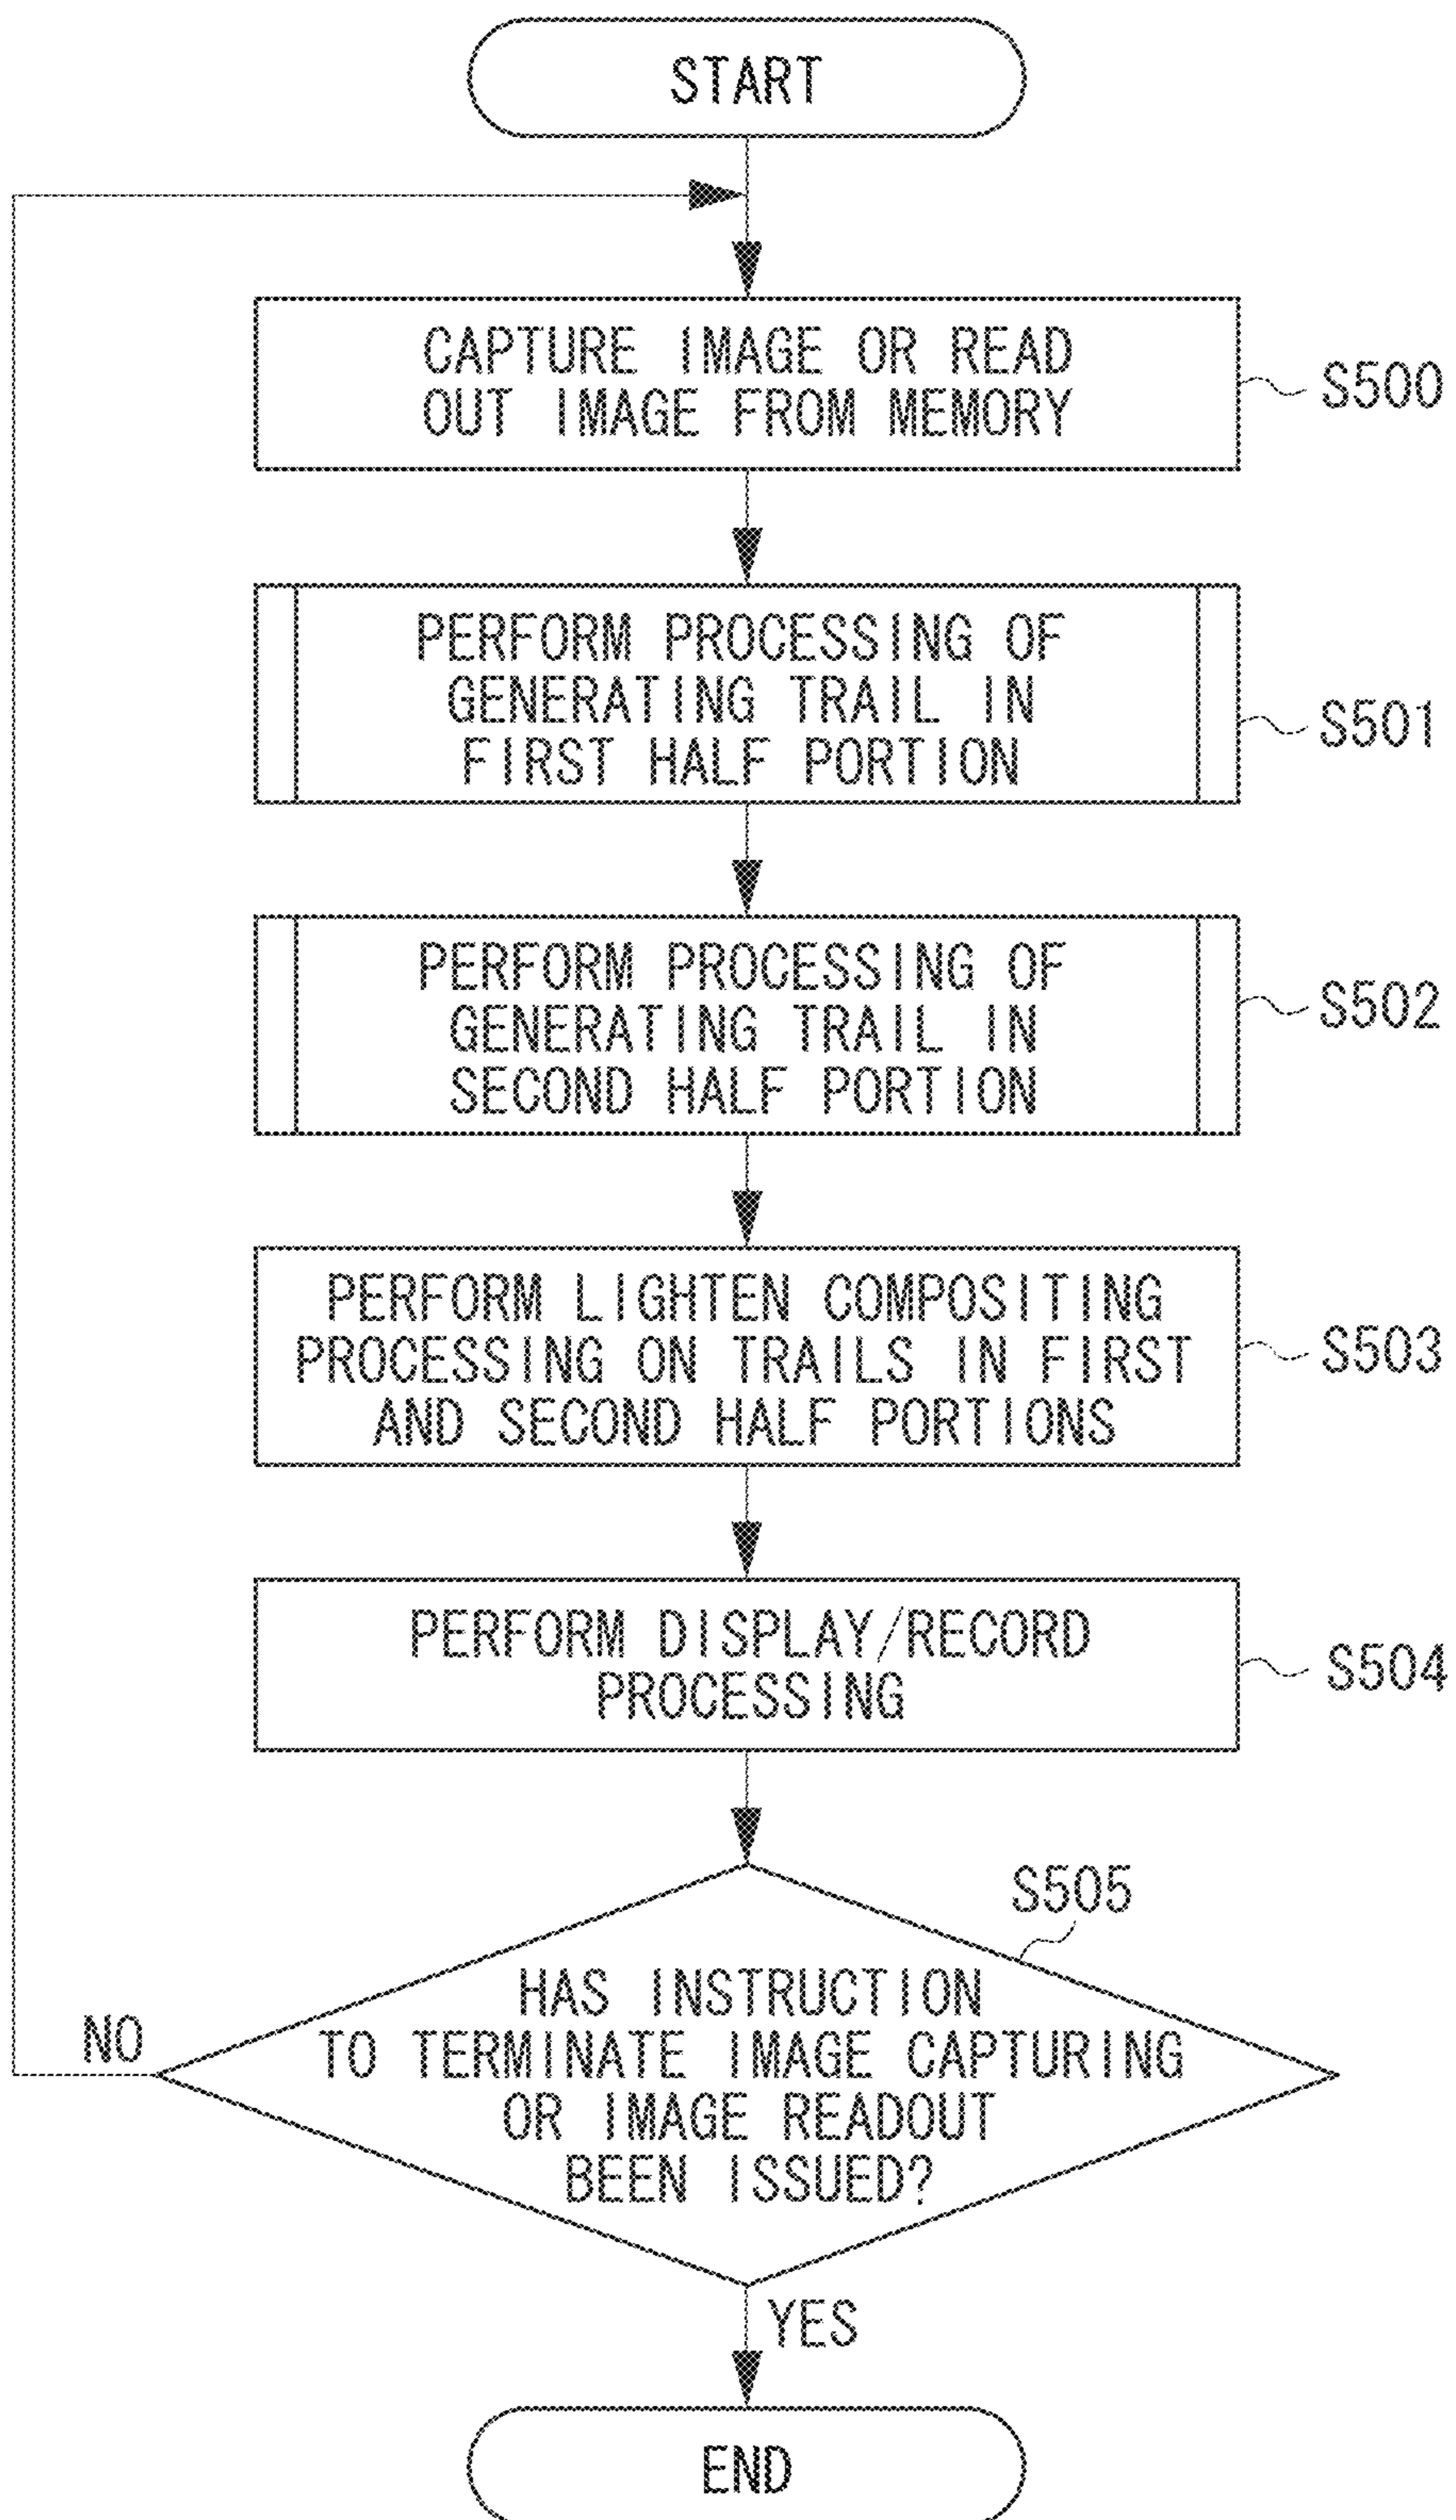 START
CAPTURE IMAGE OR READ
OUT IMAGE FROM MEMORY
S500
PERFORM PROCESSING OF
GENERATING TRAIL IN
FIRST HALF PORTION
S501
PERFORM PROCESSING OF
GENERATING TRAIL IN
SECOND HALF PORTION
S502
PERFORM LIGHTEN COMPOSITING
PROCESSING ON TRAILS IN FIRST
AND SECOND HALF PORTIONS
S503
PERFORM DISPLAY/RECORD
PROCESSING
S504
S505
HAS INSTRUCTION
TO TERMINATE IMAGE CAPTURING
OR IMAGE READOUT
BEEN ISSUED?
NO
YES
END